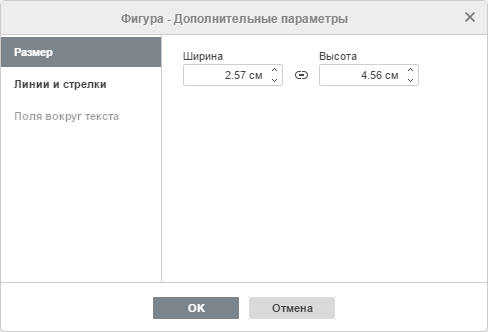 Фигура - Дополнительные параметры
Размер
Линии и стрелки
Поля вокруг текста
Ширина
Высота
2.57 см
4.56 см
OK
Отмена